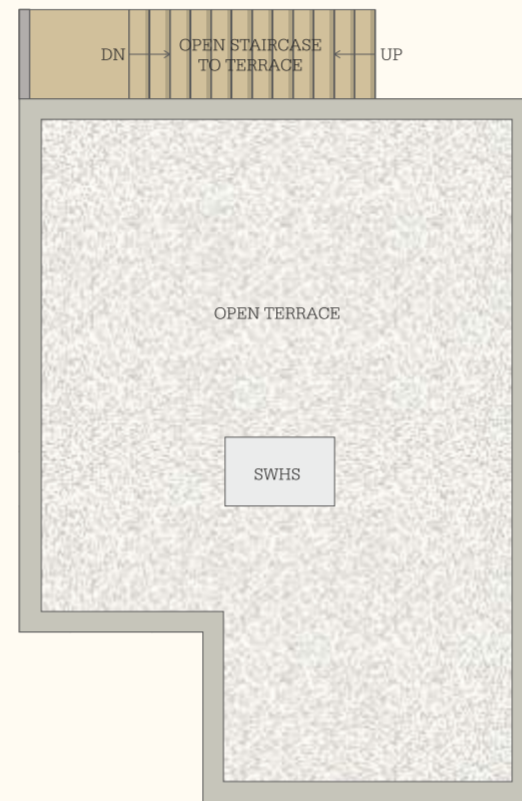 DN
OPEN STAIRCASE
TO TERRACE
UP
OPEN TERRACE
SWHS